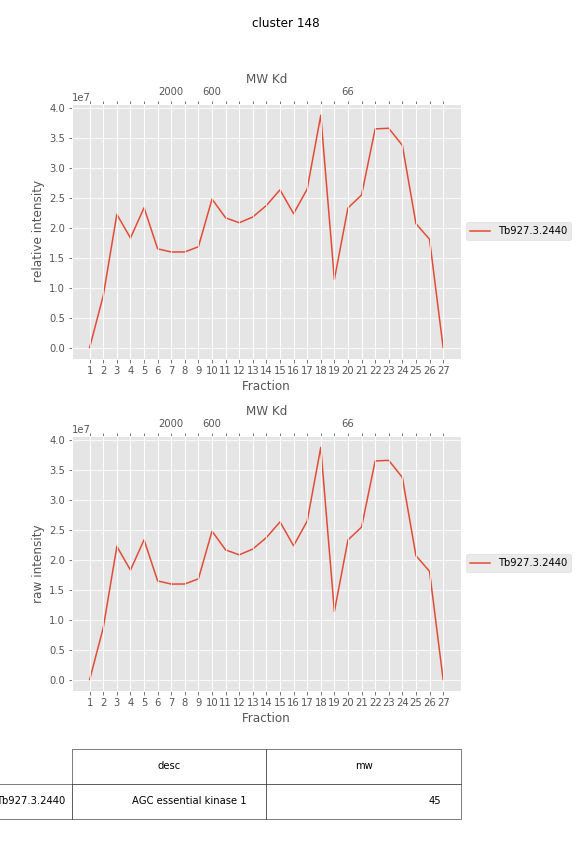 cluster 148
MW Kd
2000 600 66
1e7
4.0
3.5
3.0
2.5
2.0
1.5
1.0
0.5
0.0
relative intensity
Tb927.3.2440
1 2 3 4 5 6 7 8 9 10 11 12 13 14 15 16 17 18 19 20 21 22 23 24 25 26 27
Fraction
MW Kd
2000 600 66
1e7
4.0
3.5
3.0
2.5
2.0
1.5
1.0
0.5
0.0
raw intensity
Tb927.3.2440
1 2 3 4 5 6 7 8 9 10 11 12 13 14 15 16 17 18 19 20 21 22 23 24 25 26 27
Fraction
desc mw
Tb927.3.2440 AGC essential kinase 1 45